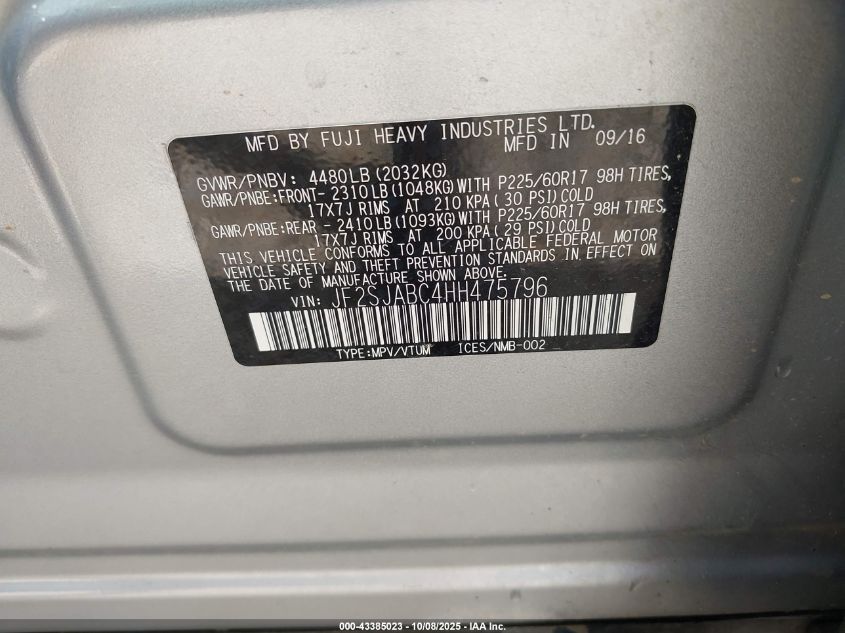 MFD BY FUJI HEAVY INDUSTRIES LTD.
MFD IN 09/16
GVWR/PNBV: 4480LB(2032KG)
GAWR/PNBE:FRONT- 2310LB(1048KG)WITH P225/60R17 98H TIRES,
17X7J RIMS AT 210 KPA( 30 PSI)COLD
GAWR/PNBE:REAR - 2410LB(1093KG)WITH P225/60R17 98H TIRES,
17X7J RIMS AT 200 KPA( 29 PSI)COLD
THIS VEHICLE CONFORMS TO ALL APPLICABLE FEDERAL MOTOR
VEHICLE SAFETY AND THEFT PREVENTION STANDARDS IN EFFECT ON
THE DATE OF MANUFACTURE SHOWN ABOVE.
VIN: JF2SJABC4HH475796
TYPE:MPV/VTUM ICES/NMB-002
000-43385023 - 10/08/2025 - IAA Inc.